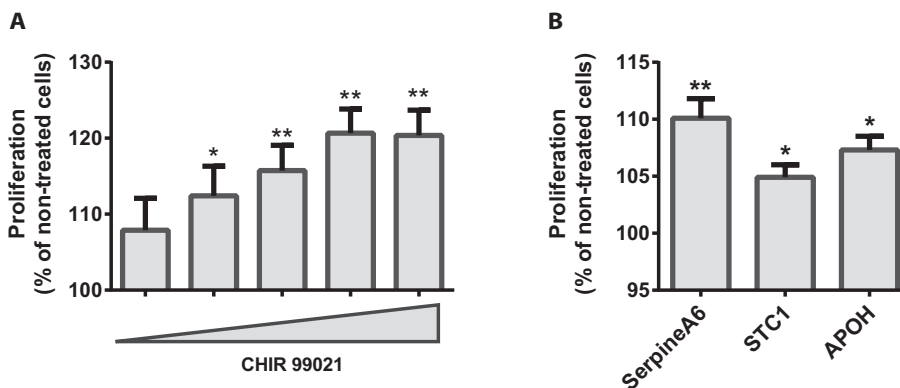 A
Proliferation
(% of non-treated cells)
130
120
110
100
*
**
**
**
CHIR 99021
B
Proliferation
(% of non-treated cells)
115
110
105
100
95
**
*
*
SerpineA6
STC1
APOH